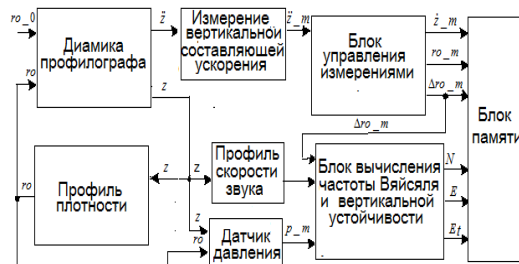 ro_0
z̈
Измерение
вертикальной
составляющей
ускорения
z̈_m
Диамика
профилографа
ro
z
Блок
управления
измерениями
ż_m
ro_m
Δro_m
Блок
памяти
Δro_m
ro
Профиль
плотности
z
z
Профиль
скорости
звука
Блок вычисления
частоты Вяйсяля
и вертикальной
устойчивости
N
E
Et
z
ro
Датчик
давления
p_m